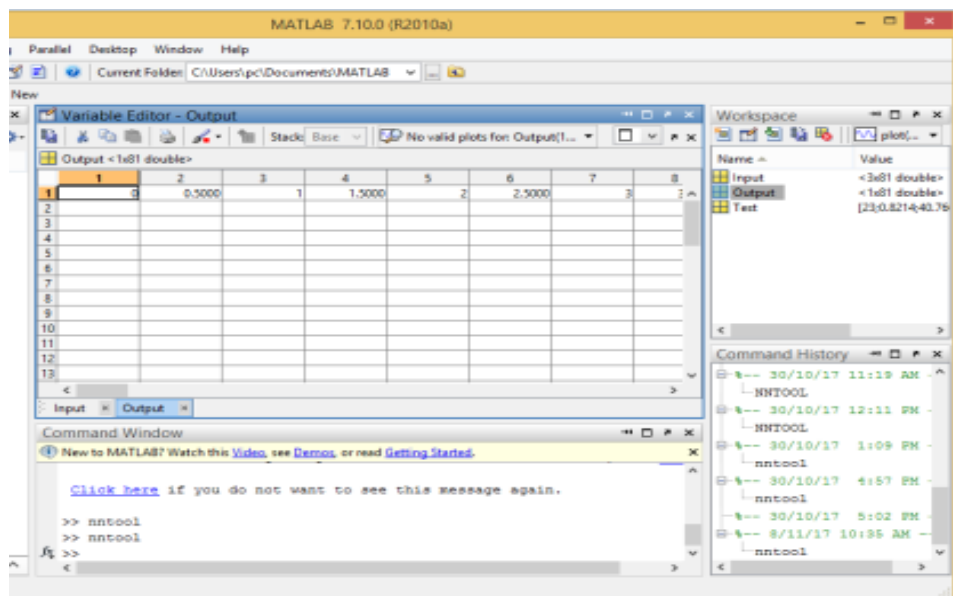 MATLAB 7.10.0 (R2010a)
Parallel Desktop Window Help
Current Folder: C:\Users\pc\Documents\MATLAB
New
Variable Editor - Output
Stack: Base No valid plots for: Output(1...
Output <1x81 double>
1 2 3 4 5 6 7 8
1 0 0.5000 1 1.5000 2 2.5000 3
2
3
4
5
6
7
8
9
10
11
12
13
Input Output
Command Window
New to MATLAB? Watch this Video, see Demos, or read Getting Started.
Click here if you do not want to see this message again.
>> nntool
>> nntool
fx >>
Workspace
plot(...
Name Value
Input <3x81 double>
Output <1x81 double>
Test [23;0.8214;40.76
Command History
%-- 30/10/17 11:19 AM -
NNTOOL
%-- 30/10/17 12:11 PM -
NNTOOL
%-- 30/10/17 1:09 PM -
nntool
%-- 30/10/17 4:57 PM -
nntool
%-- 30/10/17 5:02 PM -
%-- 8/11/17 10:35 AM --
nntool